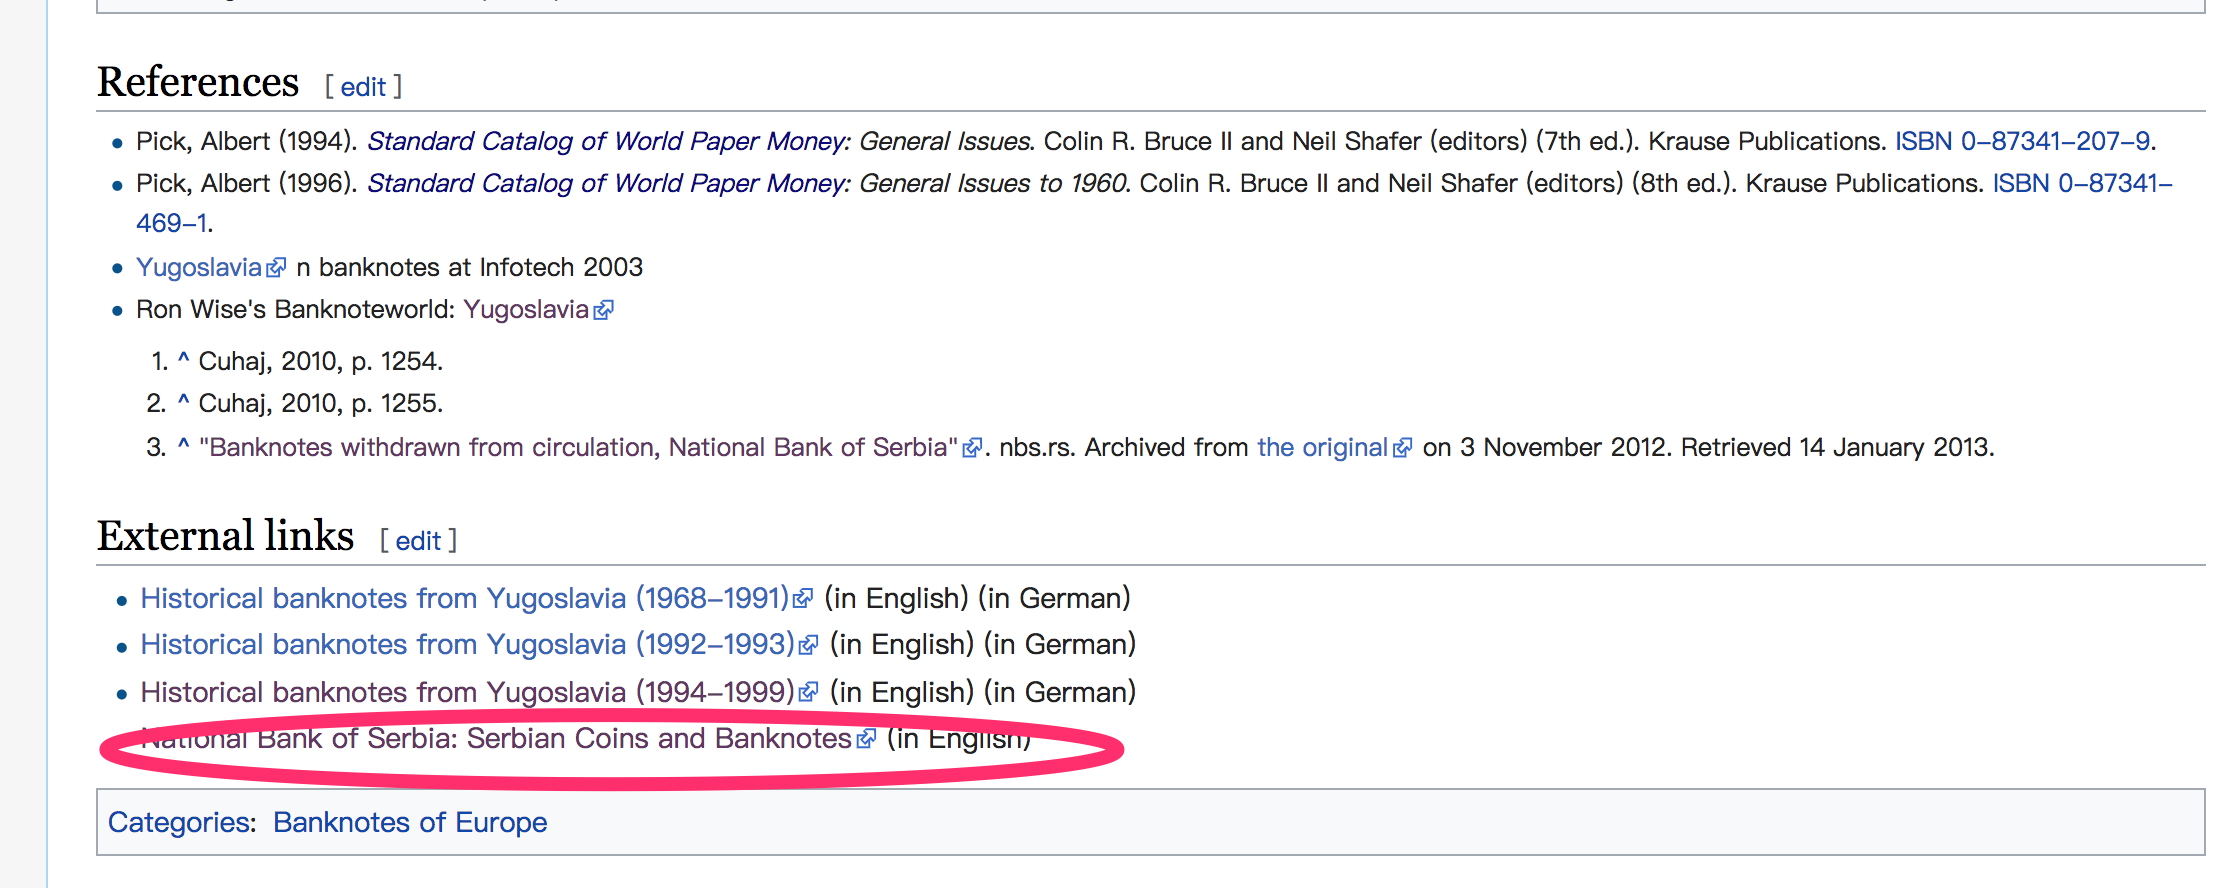 References [ edit ]
• Pick, Albert (1994). Standard Catalog of World Paper Money: General Issues. Colin R. Bruce II and Neil Shafer (editors) (7th ed.). Krause Publications. ISBN 0-87341-207-9.
• Pick, Albert (1996). Standard Catalog of World Paper Money: General Issues to 1960. Colin R. Bruce II and Neil Shafer (editors) (8th ed.). Krause Publications. ISBN 0-87341-
469-1.
• Yugoslavia n banknotes at Infotech 2003
• Ron Wise's Banknoteworld: Yugoslavia
1. ^ Cuhaj, 2010, p. 1254.
2. ^ Cuhaj, 2010, p. 1255.
3. ^ "Banknotes withdrawn from circulation, National Bank of Serbia". nbs.rs. Archived from the original on 3 November 2012. Retrieved 14 January 2013.
External links [ edit ]
• Historical banknotes from Yugoslavia (1968–1991) (in English) (in German)
• Historical banknotes from Yugoslavia (1992–1993) (in English) (in German)
• Historical banknotes from Yugoslavia (1994–1999) (in English) (in German)
National Bank of Serbia: Serbian Coins and Banknotes (in English)
Categories: Banknotes of Europe